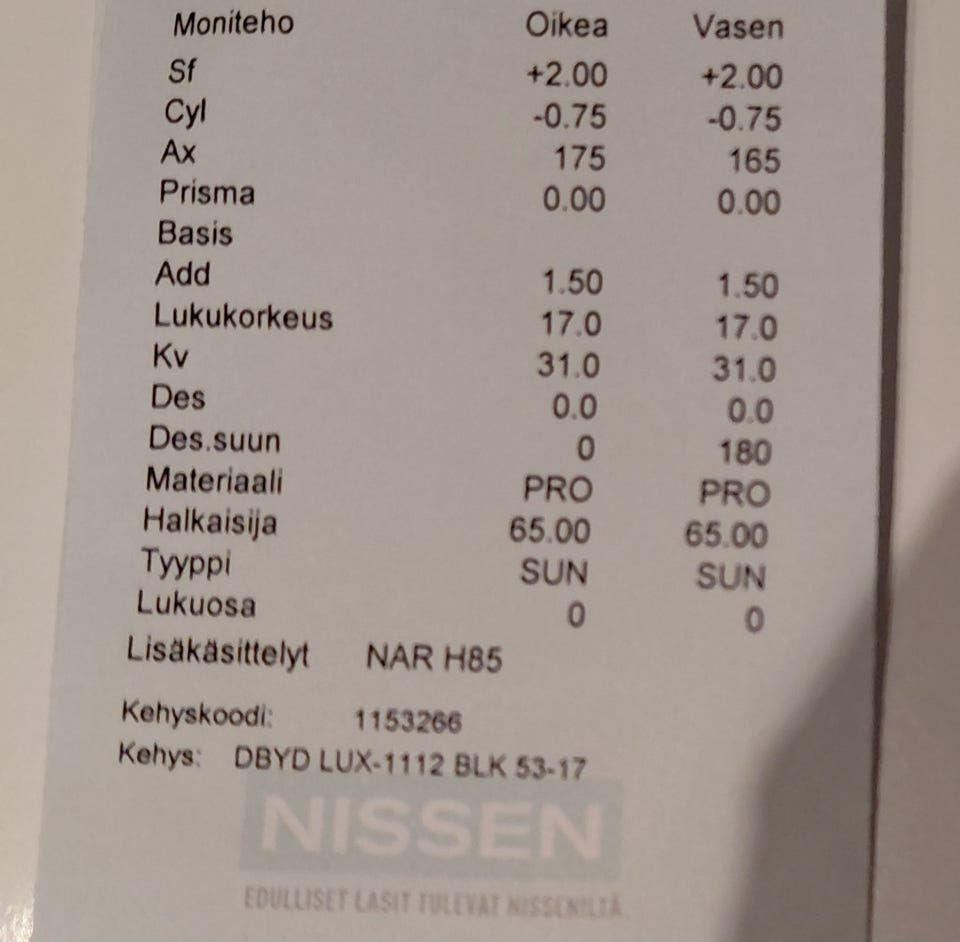 Moniteho Oikea Vasen
Sf +2.00 +2.00
Cyl -0.75 -0.75
Ax 175 165
Prisma 0.00 0.00
Basis
Add 1.50 1.50
Lukukorkeus 17.0 17.0
Kv 31.0 31.0
Des 0.0 0.0
Des.suun 0 180
Materiaali PRO PRO
Halkaisija 65.00 65.00
Tyyppi SUN SUN
Lukuosa 0 0
Lisäkäsittelyt NAR H85
Kehyskoodi: 1153266
Kehys: DBYD LUX-1112 BLK 53-17
NISSEN
EDULLISET LASIT TULEVAT NISSENILTÄ.